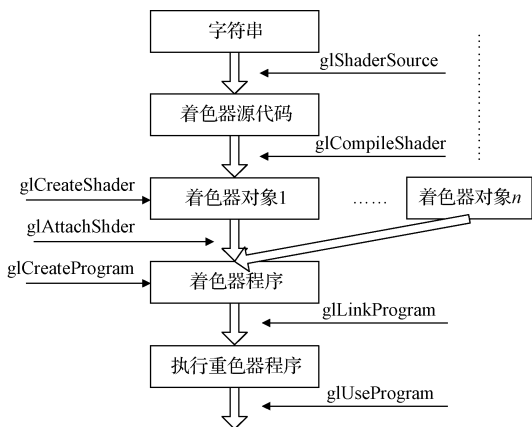 字符串
glShaderSource
着色器源代码
glCompileShader
glCreateShader
着色器对象1
……
着色器对象n
glAttachShder
glCreateProgram
着色器程序
glLinkProgram
执行重色器程序
glUseProgram